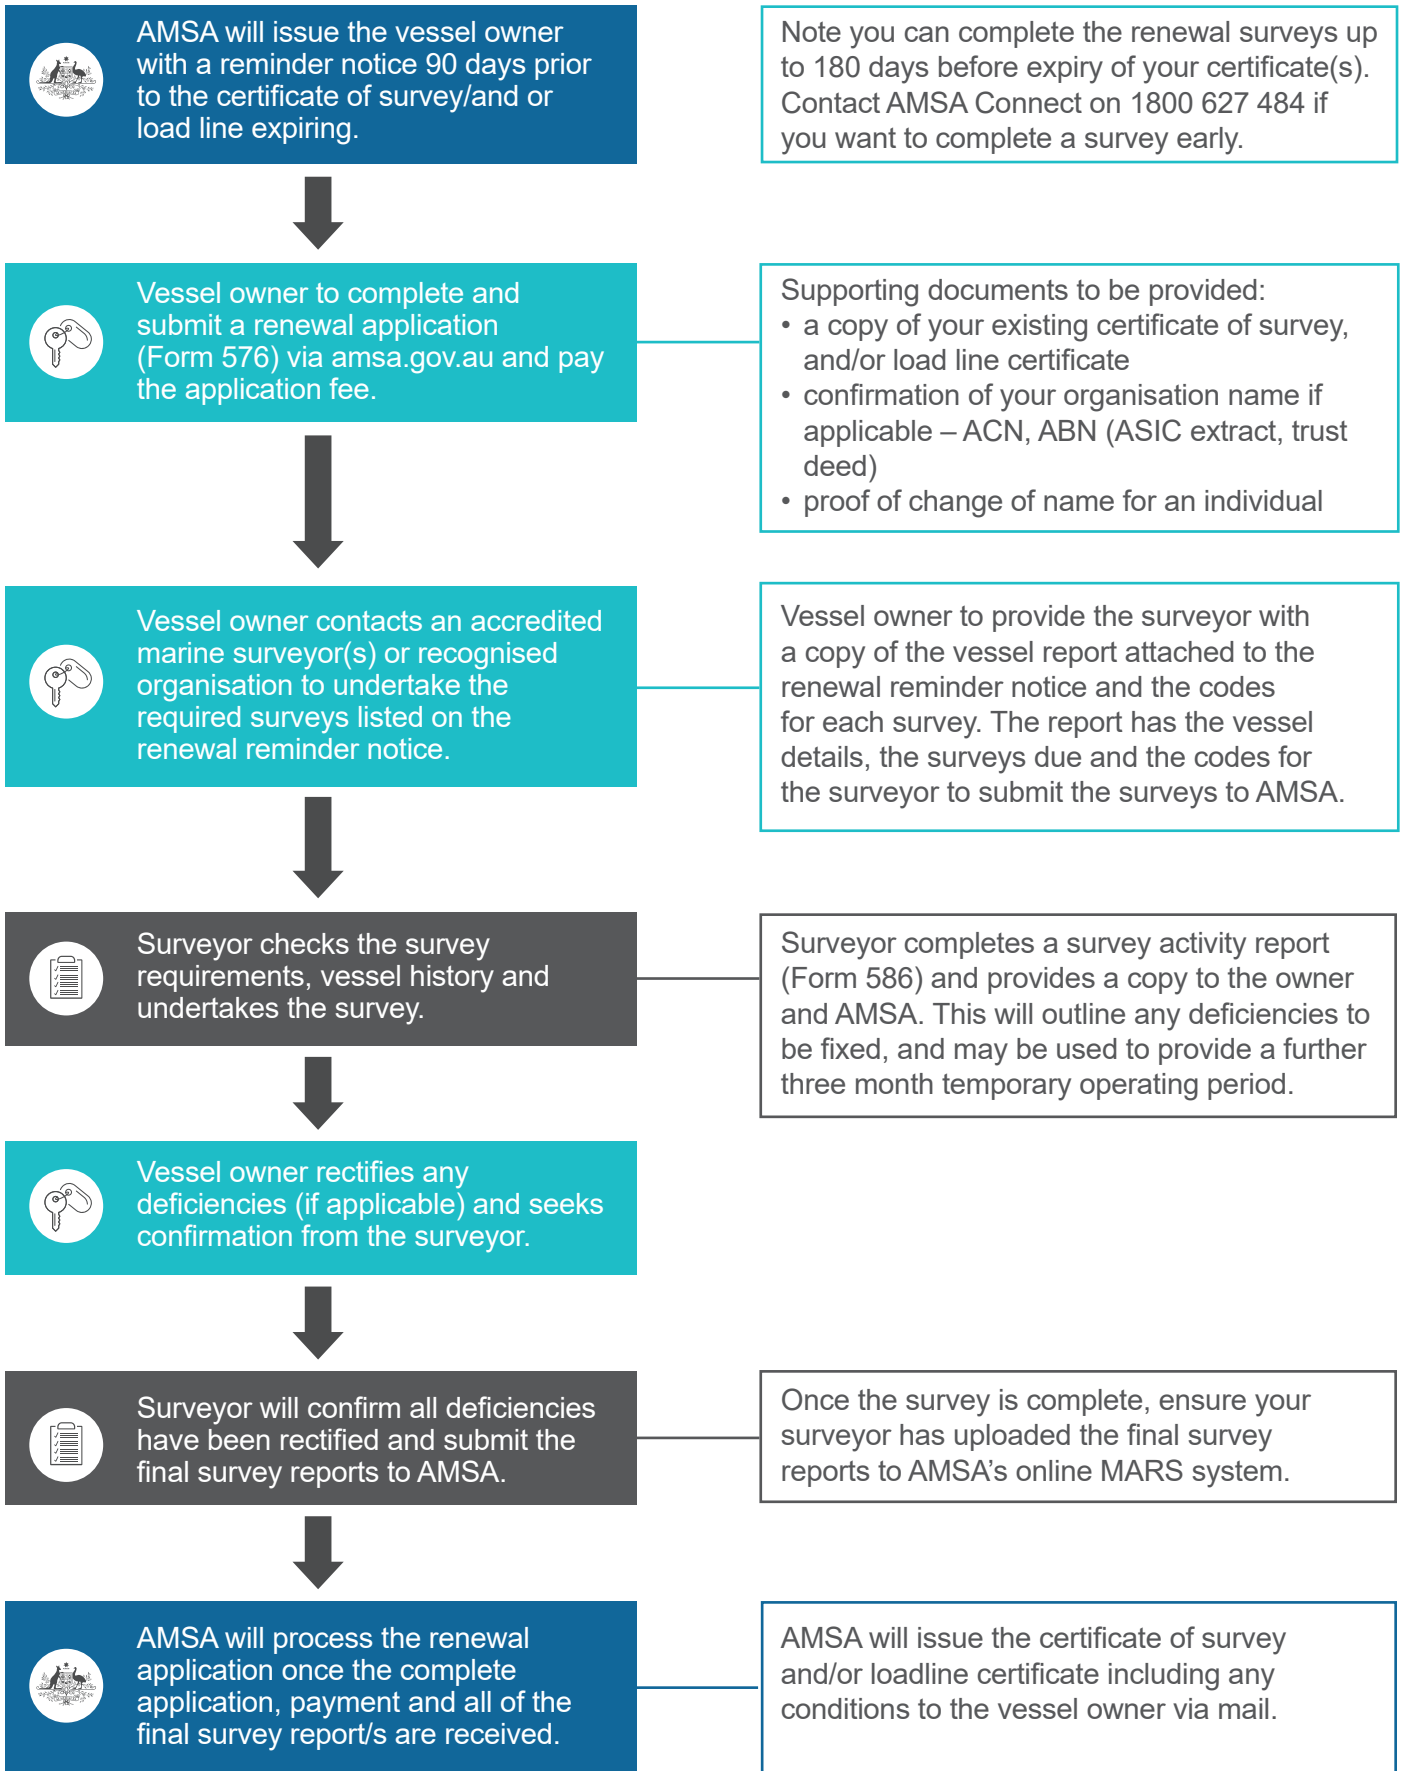 AMSA will issue the vessel owner
with a reminder notice 90 days prior
to the certificate of survey/and or
load line expiring.
Note you can complete the renewal surveys up
to 180 days before expiry of your certificate(s).
Contact AMSA Connect on 1800 627 484 if
you want to complete a survey early.
Vessel owner to complete and
submit a renewal application
(Form 576) via amsa.gov.au and pay
the application fee.
Supporting documents to be provided:
• a copy of your existing certificate of survey,
and/or load line certificate
• confirmation of your organisation name if
applicable – ACN, ABN (ASIC extract, trust
deed)
• proof of change of name for an individual
Vessel owner contacts an accredited
marine surveyor(s) or recognised
organisation to undertake the
required surveys listed on the
renewal reminder notice.
Vessel owner to provide the surveyor with
a copy of the vessel report attached to the
renewal reminder notice and the codes
for each survey. The report has the vessel
details, the surveys due and the codes for
the surveyor to submit the surveys to AMSA.
Surveyor checks the survey
requirements, vessel history and
undertakes the survey.
Surveyor completes a survey activity report
(Form 586) and provides a copy to the owner
and AMSA. This will outline any deficiencies to
be fixed, and may be used to provide a further
three month temporary operating period.
Vessel owner rectifies any
deficiencies (if applicable) and seeks
confirmation from the surveyor.
Surveyor will confirm all deficiencies
have been rectified and submit the
final survey reports to AMSA.
Once the survey is complete, ensure your
surveyor has uploaded the final survey
reports to AMSA’s online MARS system.
AMSA will process the renewal
application once the complete
application, payment and all of the
final survey report/s are received.
AMSA will issue the certificate of survey
and/or loadline certificate including any
conditions to the vessel owner via mail.